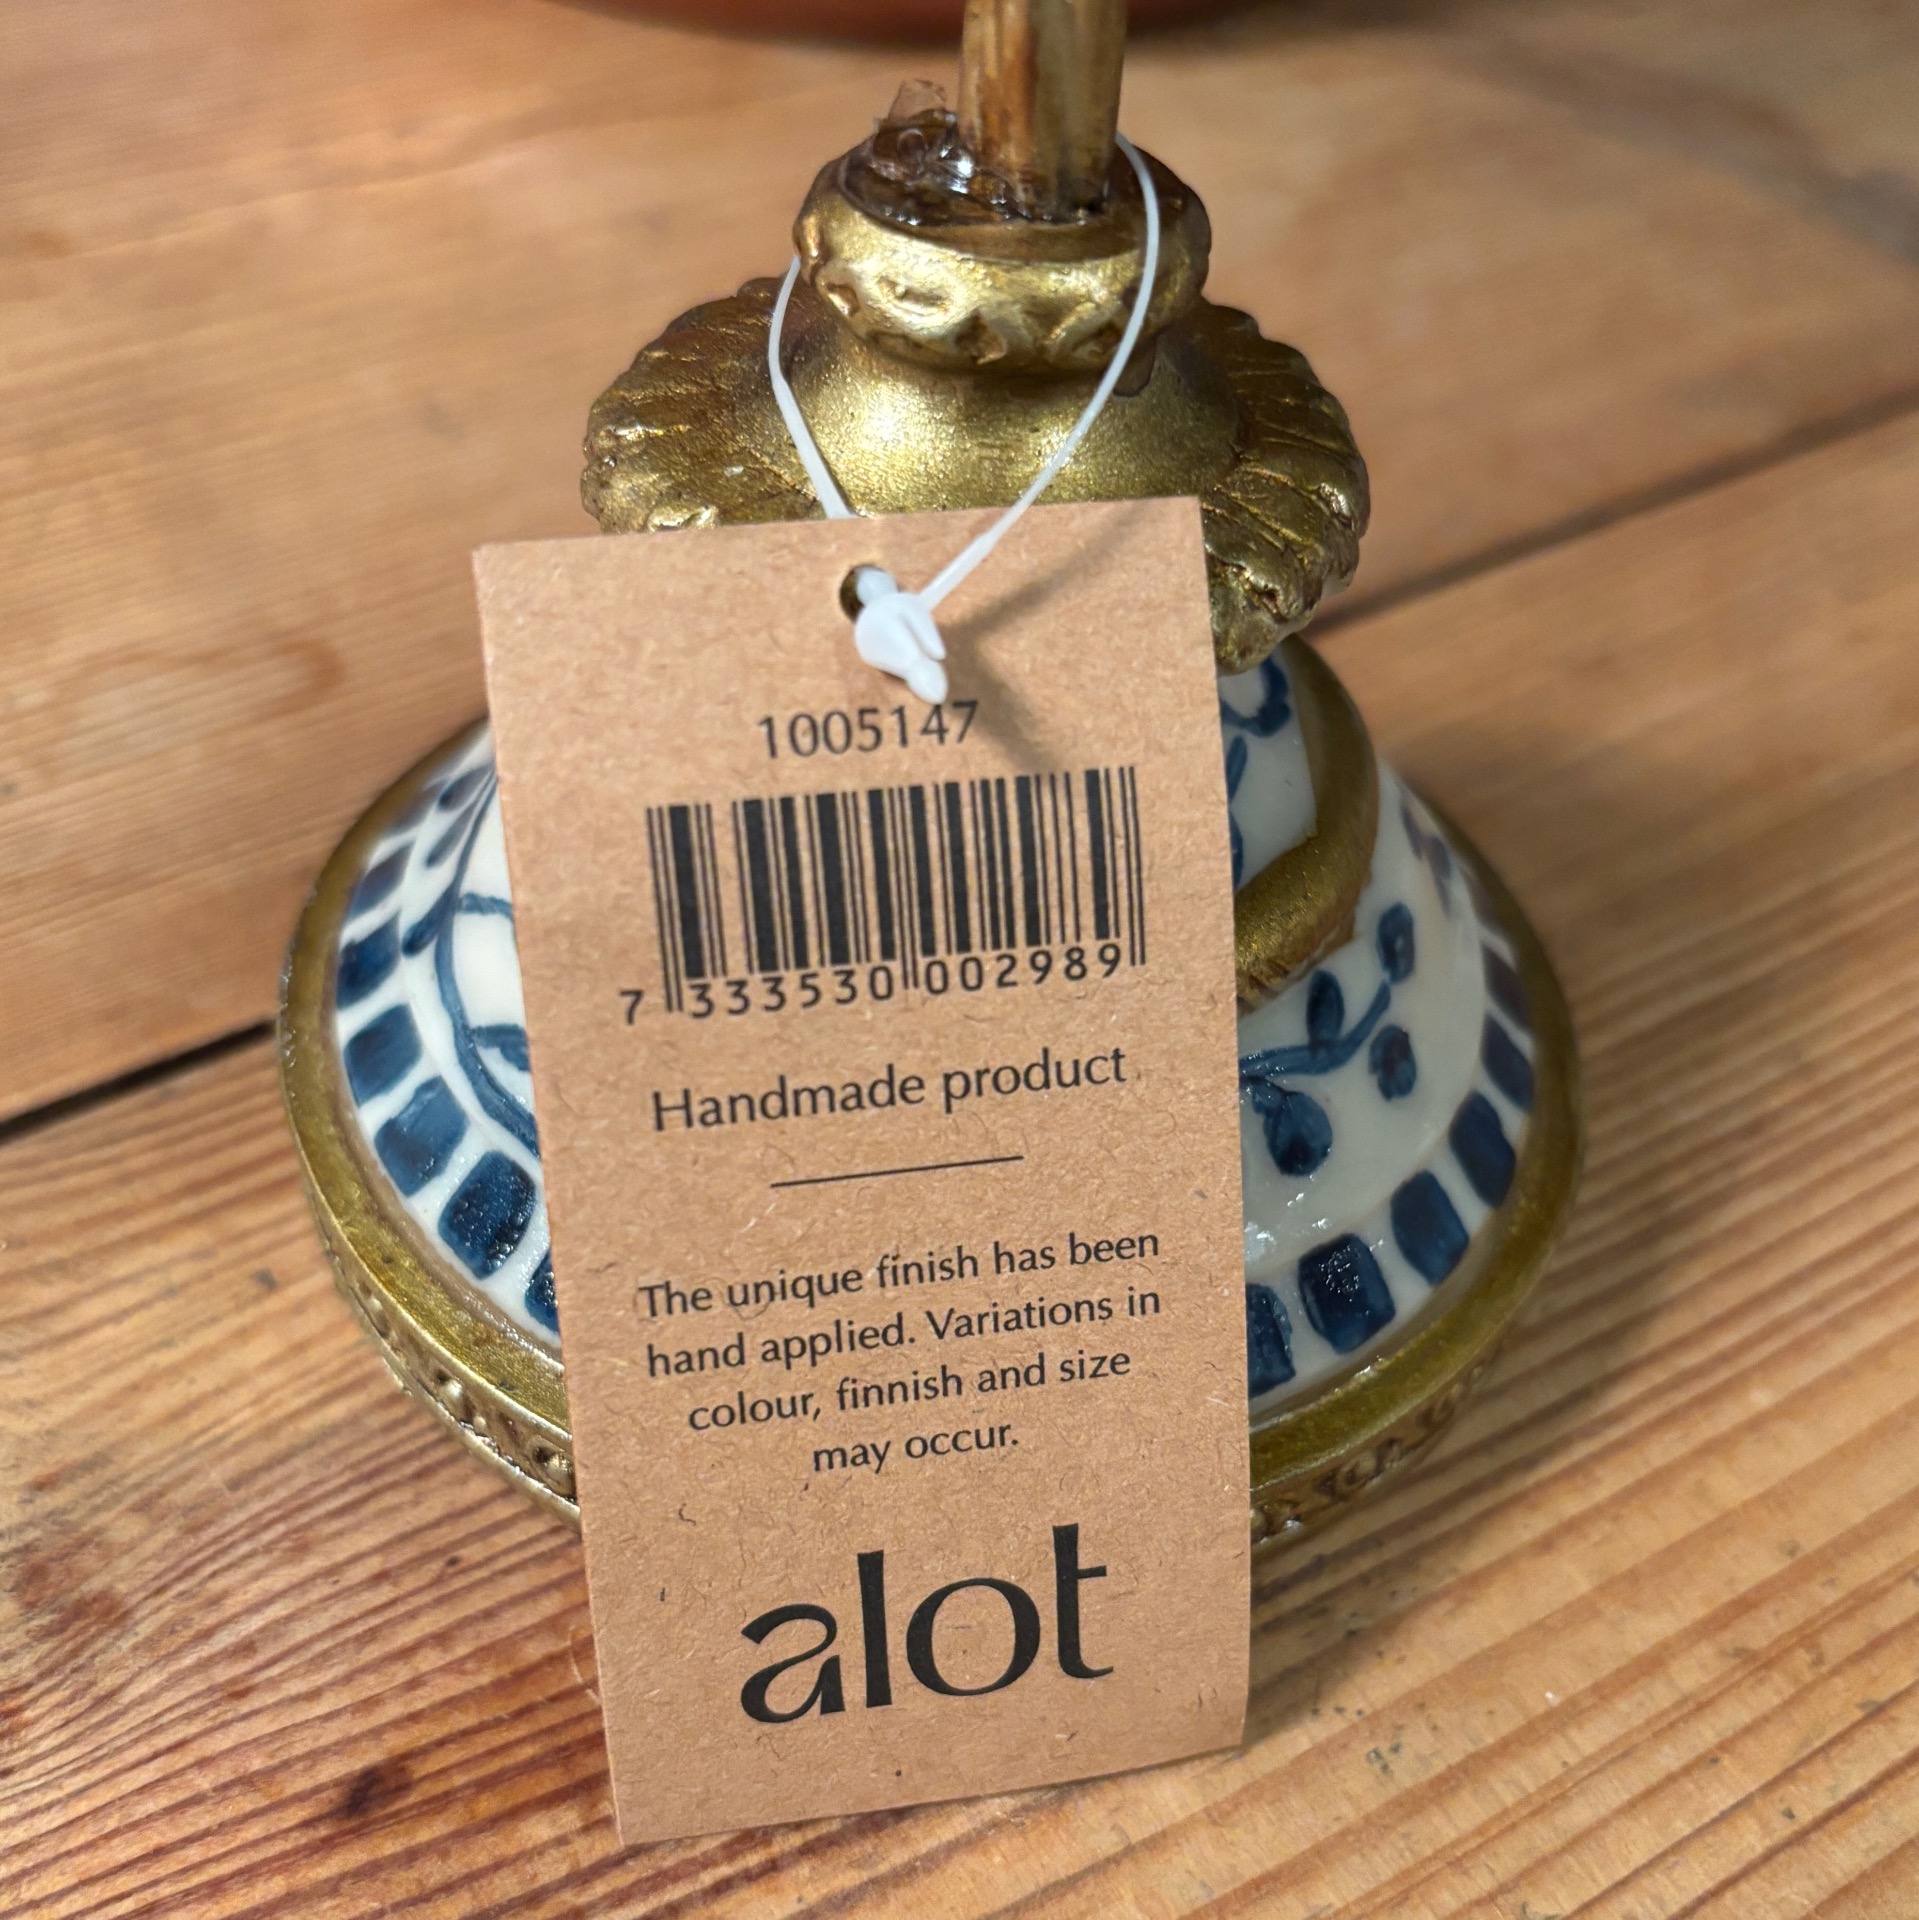 1005147
7 333530 002989
Handmade product
The unique finish has been
hand applied. Variations in
colour, finnish and size
may occur.
alot